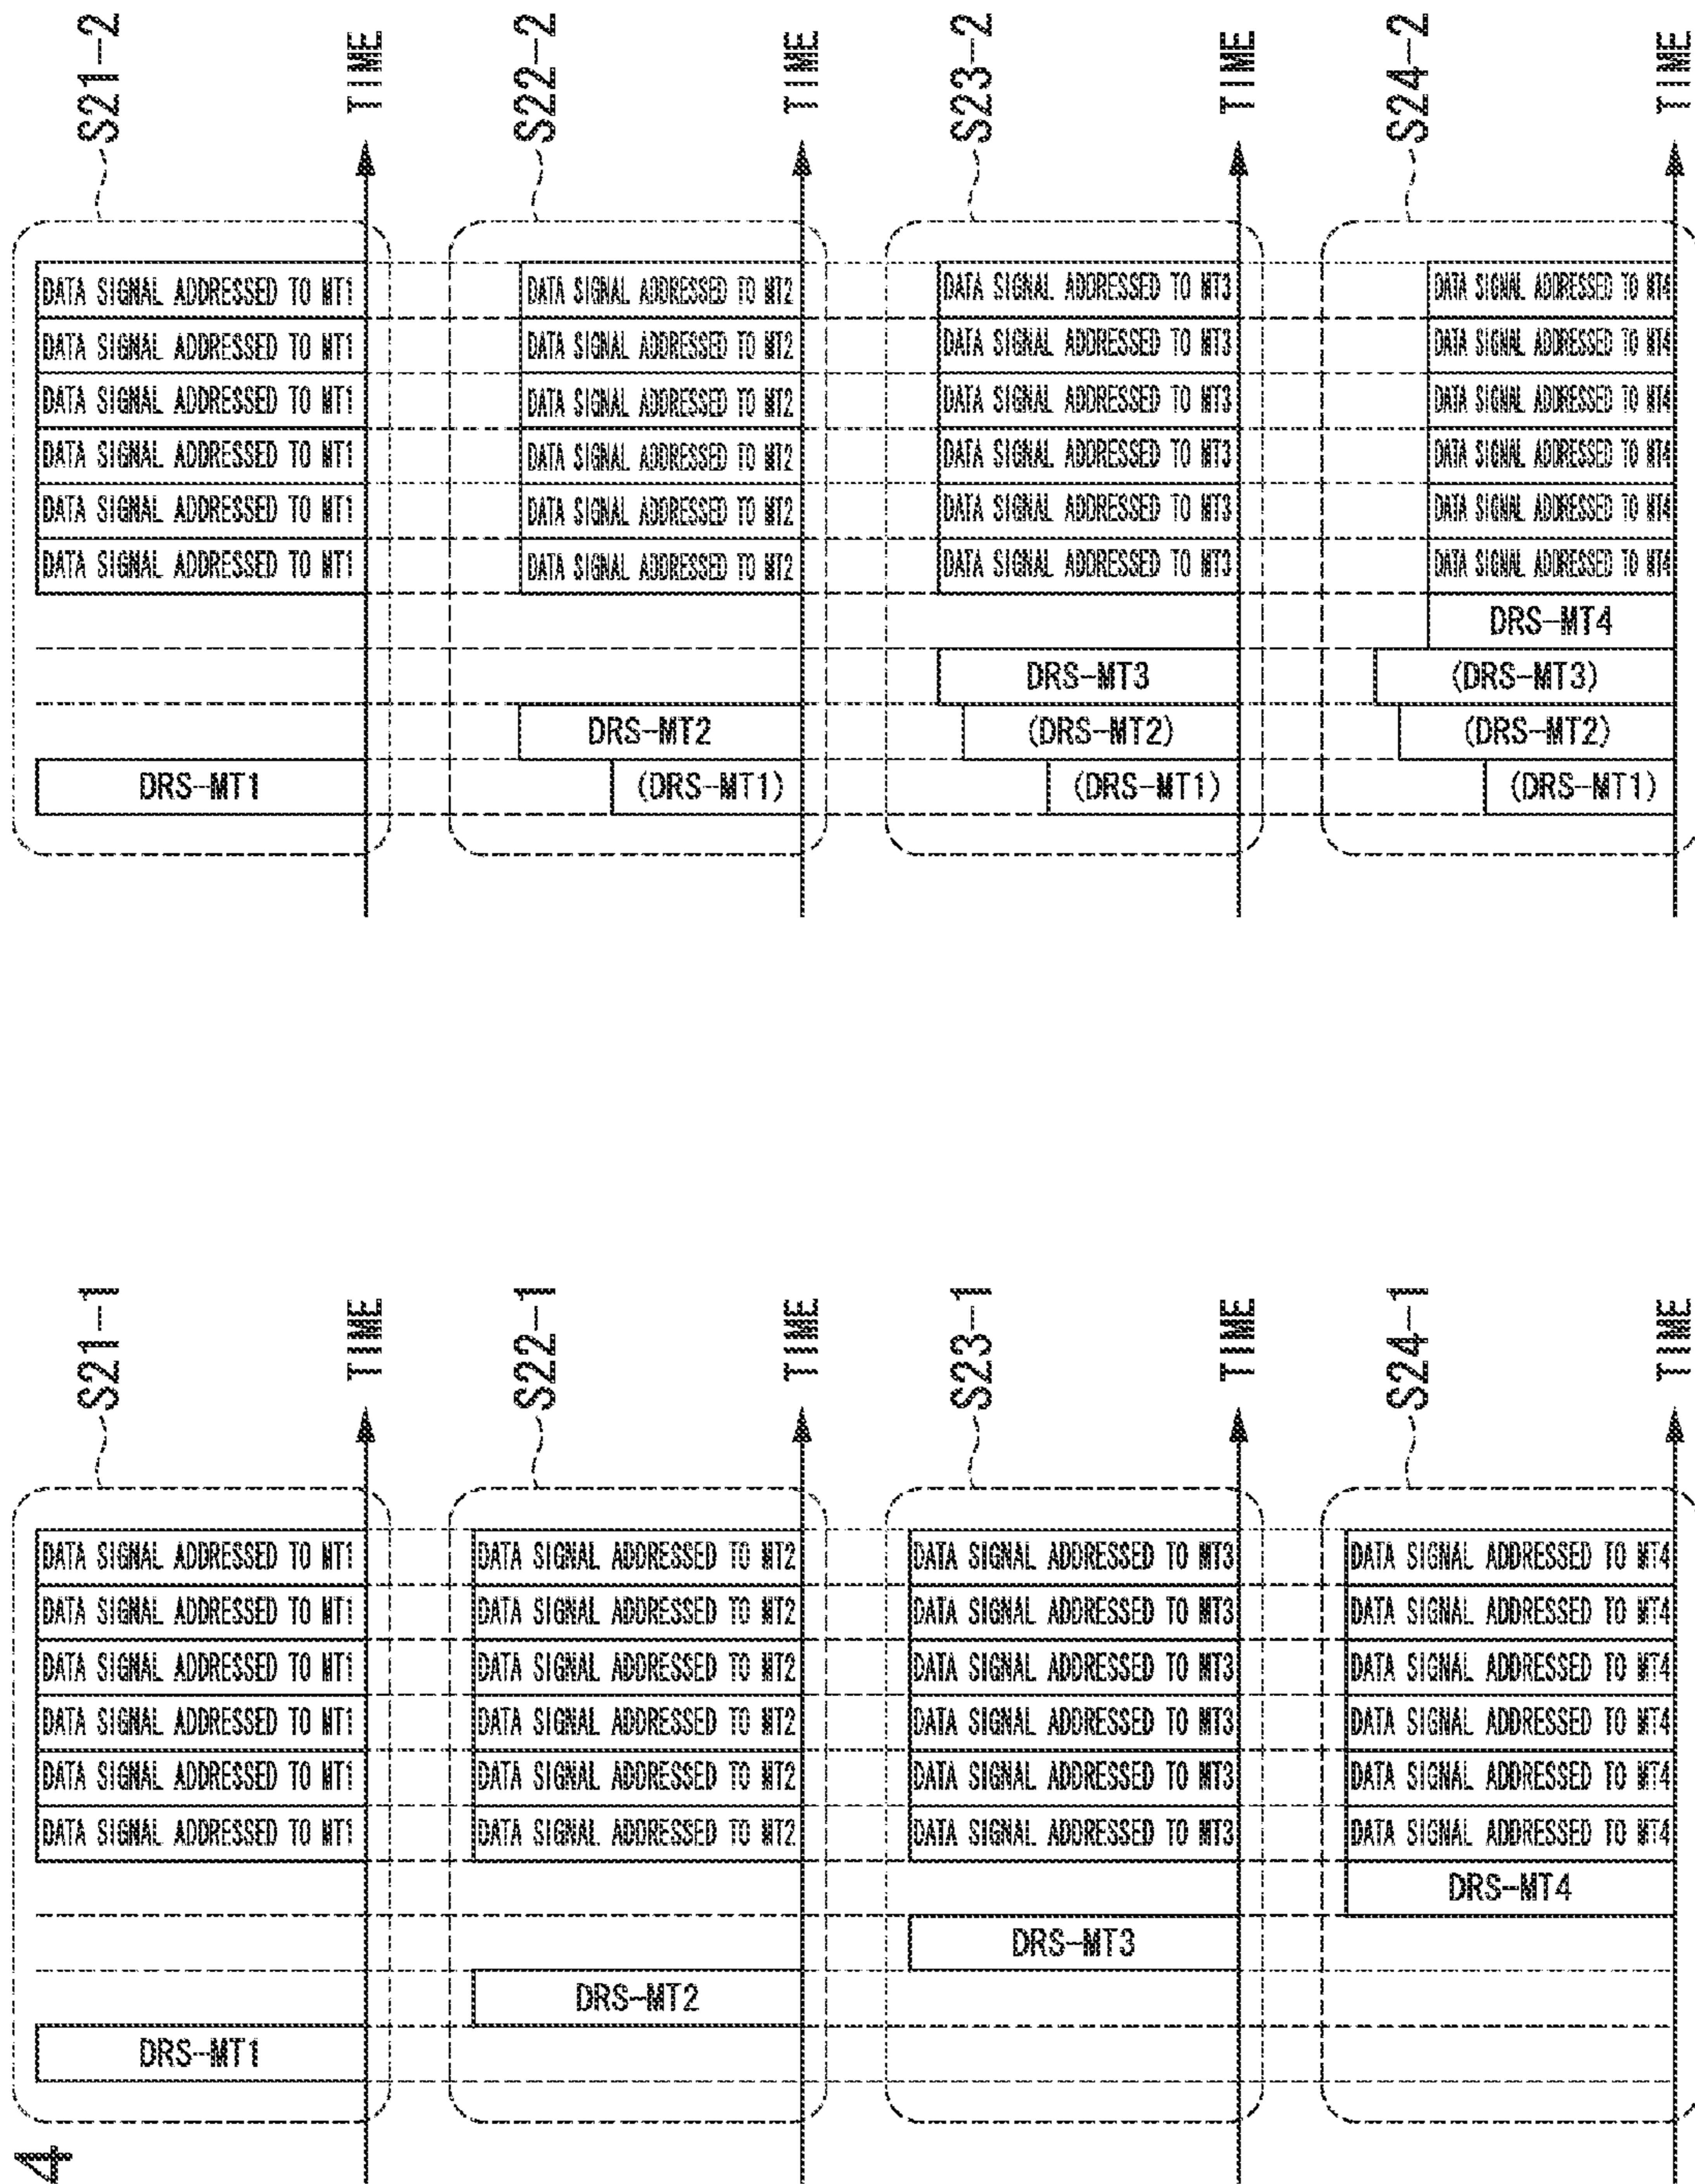 4
S21-1
DRS-MT1
DATA SIGNAL ADDRESSED TO MT1
DATA SIGNAL ADDRESSED TO MT1
DATA SIGNAL ADDRESSED TO MT1
DATA SIGNAL ADDRESSED TO MT1
DATA SIGNAL ADDRESSED TO MT1
DATA SIGNAL ADDRESSED TO MT1
TIME
S22-1
DRS-MT2
DATA SIGNAL ADDRESSED TO MT2
DATA SIGNAL ADDRESSED TO MT2
DATA SIGNAL ADDRESSED TO MT2
DATA SIGNAL ADDRESSED TO MT2
DATA SIGNAL ADDRESSED TO MT2
DATA SIGNAL ADDRESSED TO MT2
TIME
S23-1
DRS-MT3
DATA SIGNAL ADDRESSED TO MT3
DATA SIGNAL ADDRESSED TO MT3
DATA SIGNAL ADDRESSED TO MT3
DATA SIGNAL ADDRESSED TO MT3
DATA SIGNAL ADDRESSED TO MT3
DATA SIGNAL ADDRESSED TO MT3
TIME
S24-1
DRS-MT4
DATA SIGNAL ADDRESSED TO MT4
DATA SIGNAL ADDRESSED TO MT4
DATA SIGNAL ADDRESSED TO MT4
DATA SIGNAL ADDRESSED TO MT4
DATA SIGNAL ADDRESSED TO MT4
DATA SIGNAL ADDRESSED TO MT4
TIME
S21-2
DRS-MT1
DATA SIGNAL ADDRESSED TO MT1
DATA SIGNAL ADDRESSED TO MT1
DATA SIGNAL ADDRESSED TO MT1
DATA SIGNAL ADDRESSED TO MT1
DATA SIGNAL ADDRESSED TO MT1
DATA SIGNAL ADDRESSED TO MT1
TIME
S22-2
(DRS-MT1)
DRS-MT2
DATA SIGNAL ADDRESSED TO MT2
DATA SIGNAL ADDRESSED TO MT2
DATA SIGNAL ADDRESSED TO MT2
DATA SIGNAL ADDRESSED TO MT2
DATA SIGNAL ADDRESSED TO MT2
DATA SIGNAL ADDRESSED TO MT2
TIME
S23-2
(DRS-MT1)
(DRS-MT2)
DRS-MT3
DATA SIGNAL ADDRESSED TO MT3
DATA SIGNAL ADDRESSED TO MT3
DATA SIGNAL ADDRESSED TO MT3
DATA SIGNAL ADDRESSED TO MT3
DATA SIGNAL ADDRESSED TO MT3
DATA SIGNAL ADDRESSED TO MT3
TIME
S24-2
(DRS-MT1)
(DRS-MT2)
(DRS-MT3)
DRS-MT4
DATA SIGNAL ADDRESSED TO MT4
DATA SIGNAL ADDRESSED TO MT4
DATA SIGNAL ADDRESSED TO MT4
DATA SIGNAL ADDRESSED TO MT4
DATA SIGNAL ADDRESSED TO MT4
DATA SIGNAL ADDRESSED TO MT4
TIME